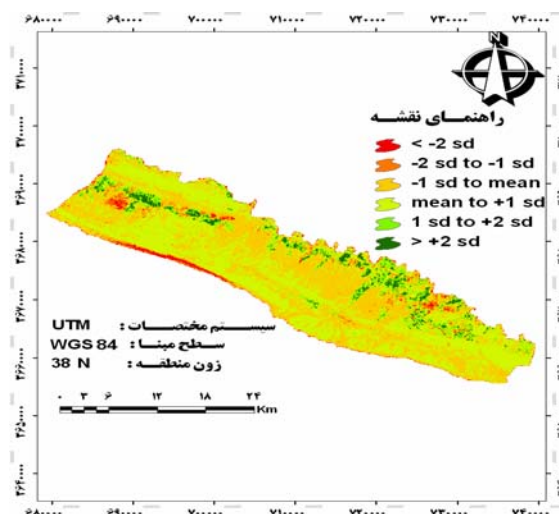 ۶۸۰۰۰۰ ۶۹۰۰۰۰ ۷۰۰۰۰۰ ۷۱۰۰۰۰ ۷۲۰۰۰۰ ۷۳۰۰۰۰ ۷۴۰۰۰۰
N
راهنمای نقشه
< -2 sd
-2 sd to -1 sd
-1 sd to mean
mean to +1 sd
1 sd to +2 sd
> +2 sd
سیستم مختصات : UTM
سطح مبنا : WGS 84
زون منطقه : 38 N
۰ ۳ ۶ ۱۲ ۱۸ ۲۴
Km
۶۸۰۰۰۰ ۶۹۰۰۰۰ ۷۰۰۰۰۰ ۷۱۰۰۰۰ ۷۲۰۰۰۰ ۷۳۰۰۰۰ ۷۴۰۰۰۰